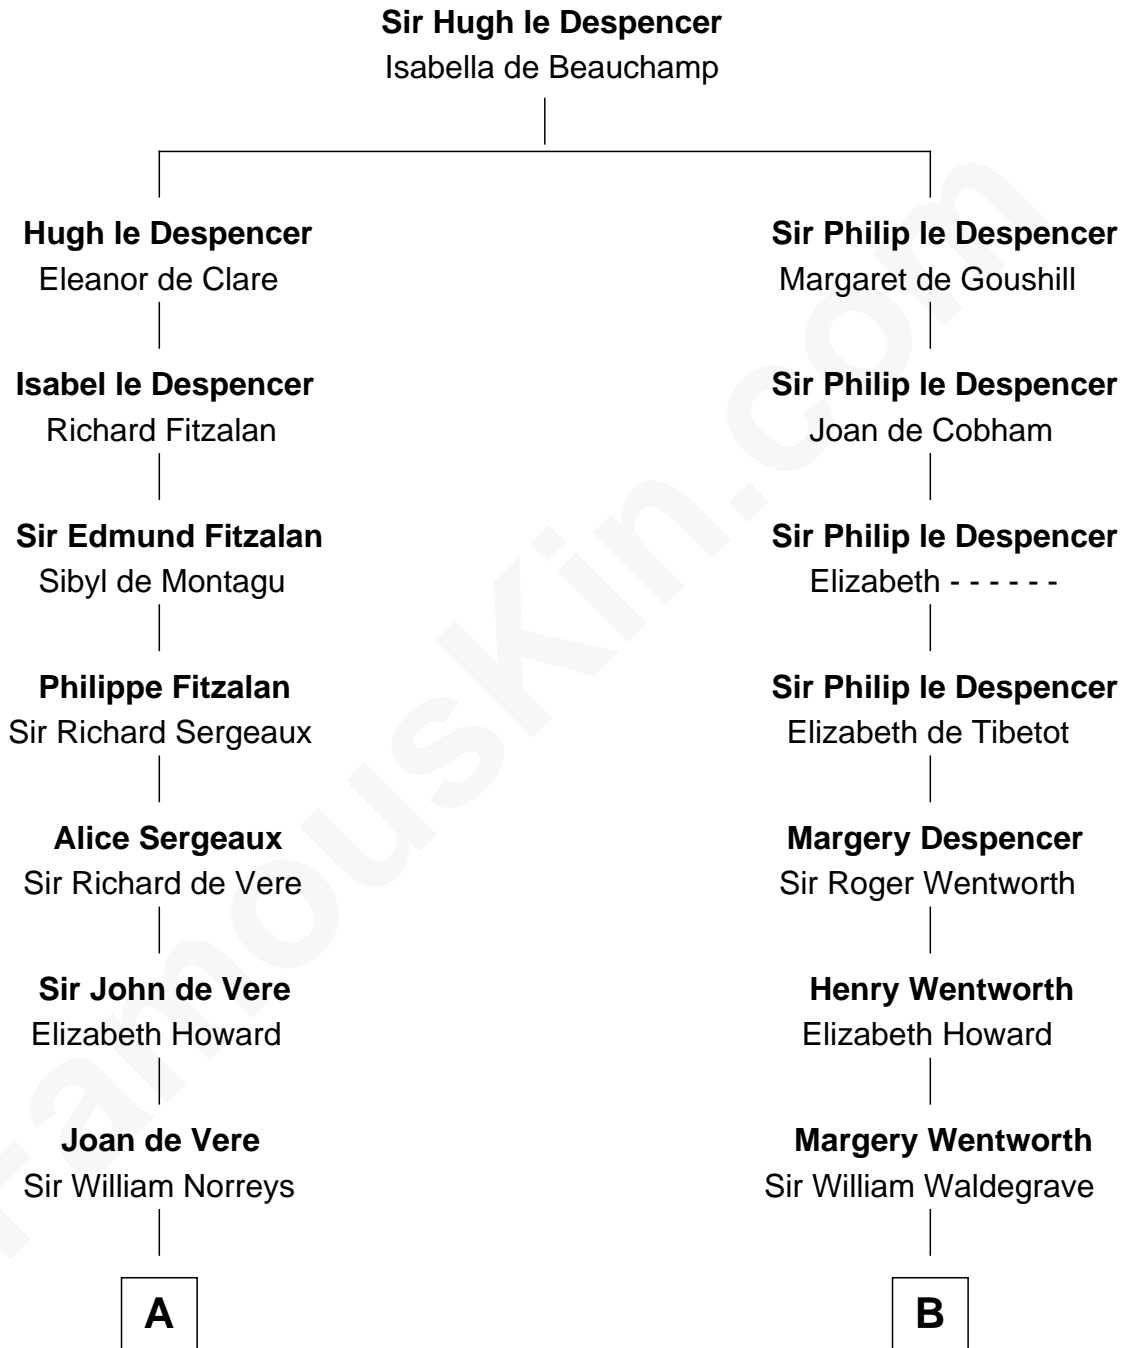 Sir Hugh le Despencer
Isabella de Beauchamp
Hugh le Despencer
Eleanor de Clare
Isabel le Despencer
Richard Fitzalan
Sir Edmund Fitzalan
Sibyl de Montagu
Philippe Fitzalan
Sir Richard Sergeaux
Alice Sergeaux
Sir Richard de Vere
Sir John de Vere
Elizabeth Howard
Joan de Vere
Sir William Norreys
A
Sir Philip le Despencer
Margaret de Goushill
Sir Philip le Despencer
Joan de Cobham
Sir Philip le Despencer
Elizabeth - - - - - -
Sir Philip le Despencer
Elizabeth de Tibetot
Margery Despencer
Sir Roger Wentworth
Henry Wentworth
Elizabeth Howard
Margery Wentworth
Sir William Waldegrave
B
FamousKin.com